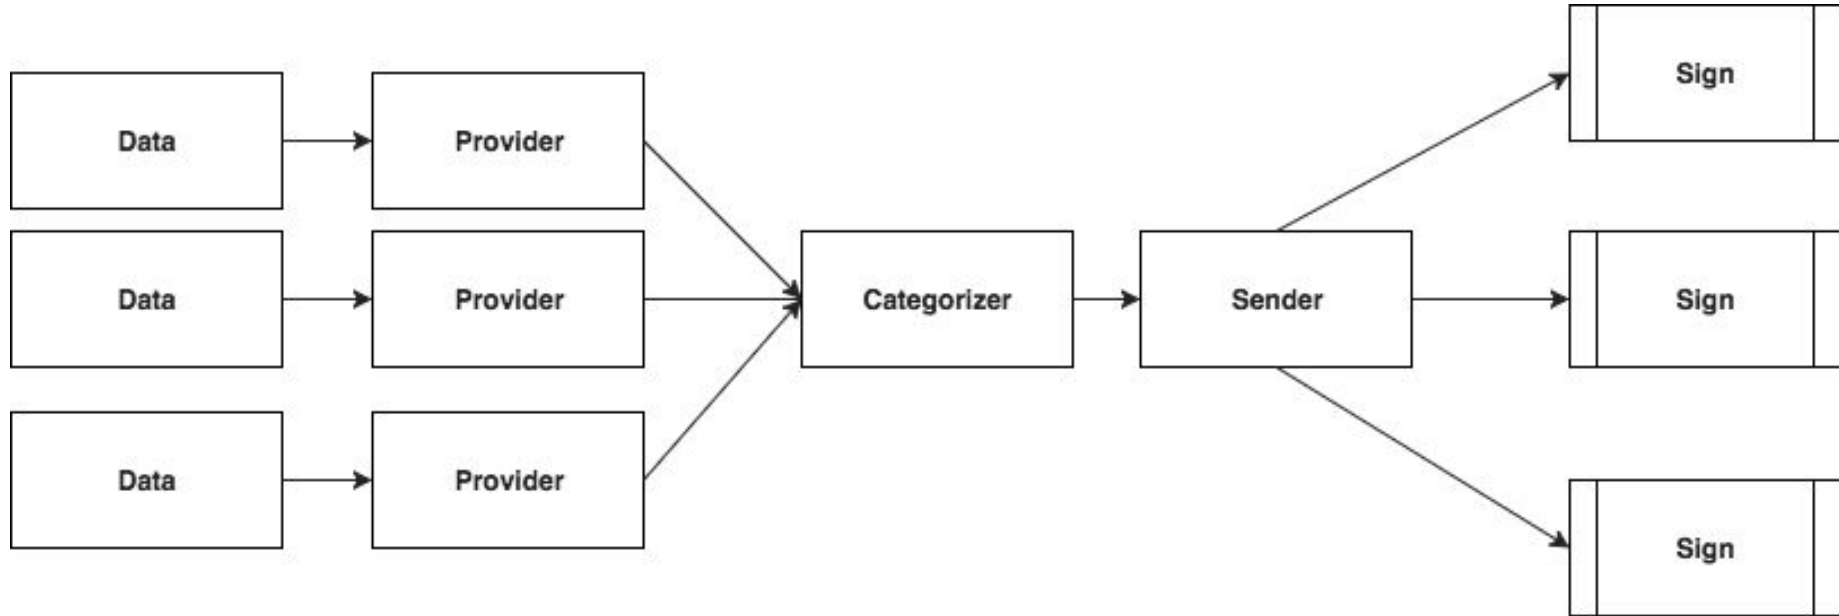 Data
Provider
Data
Provider
Data
Provider
Categorizer
Sender
Sign
Sign
Sign